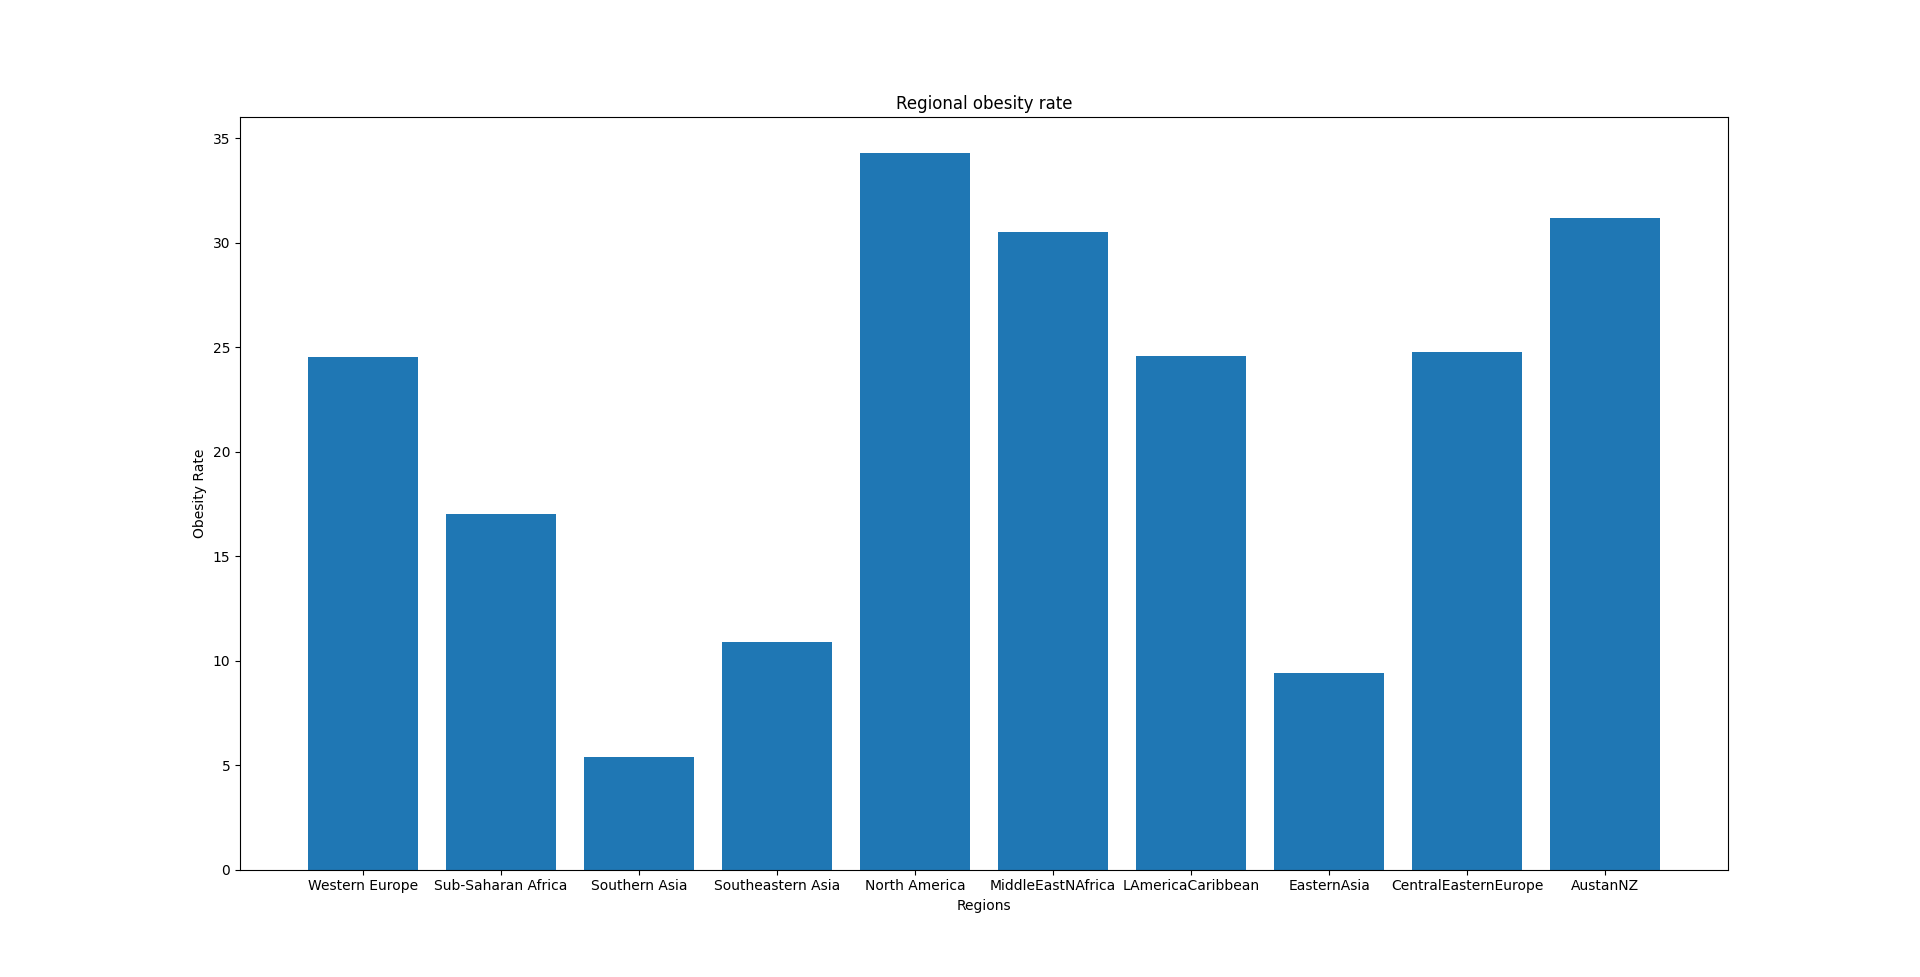 Regional obesity rate
35
30
25
20
15
10
5
0
Obesity Rate
Western Europe Sub-Saharan Africa Southern Asia Southeastern Asia North America MiddleEastNAfrica LAmericaCaribbean EasternAsia CentralEasternEurope AustanNZ
Regions